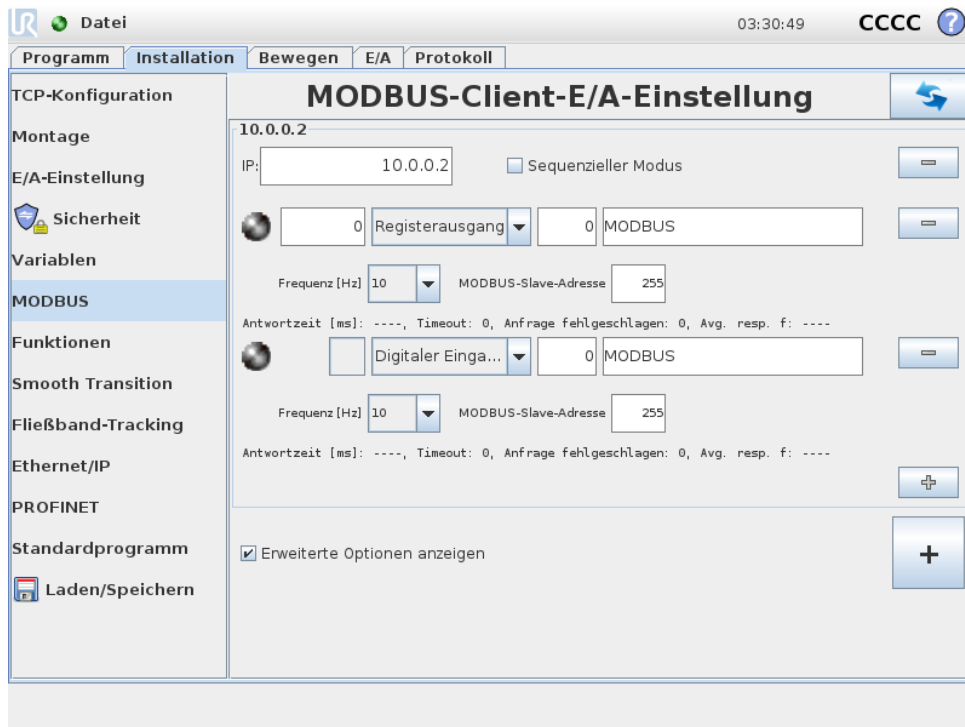 UR Datei 03:30:49 CCCC ?
Programm Installation Bewegen E/A Protokoll
TCP-Konfiguration
Montage
E/A-Einstellung
Sicherheit
Variablen
MODBUS
Funktionen
Smooth Transition
Fließband-Tracking
Ethernet/IP
PROFINET
Standardprogramm
Laden/Speichern
MODBUS-Client-E/A-Einstellung
10.0.0.2
IP: 10.0.0.2 Sequenzieller Modus
0 Registerausgang 0 MODBUS
Frequenz [Hz] 10 MODBUS-Slave-Adresse 255
Antwortzeit [ms]: ----, Timeout: 0, Anfrage fehlgeschlagen: 0, Avg. resp. f: ----
Digitaler Einga... 0 MODBUS
Frequenz [Hz] 10 MODBUS-Slave-Adresse 255
Antwortzeit [ms]: ----, Timeout: 0, Anfrage fehlgeschlagen: 0, Avg. resp. f: ----
Erweiterte Optionen anzeigen